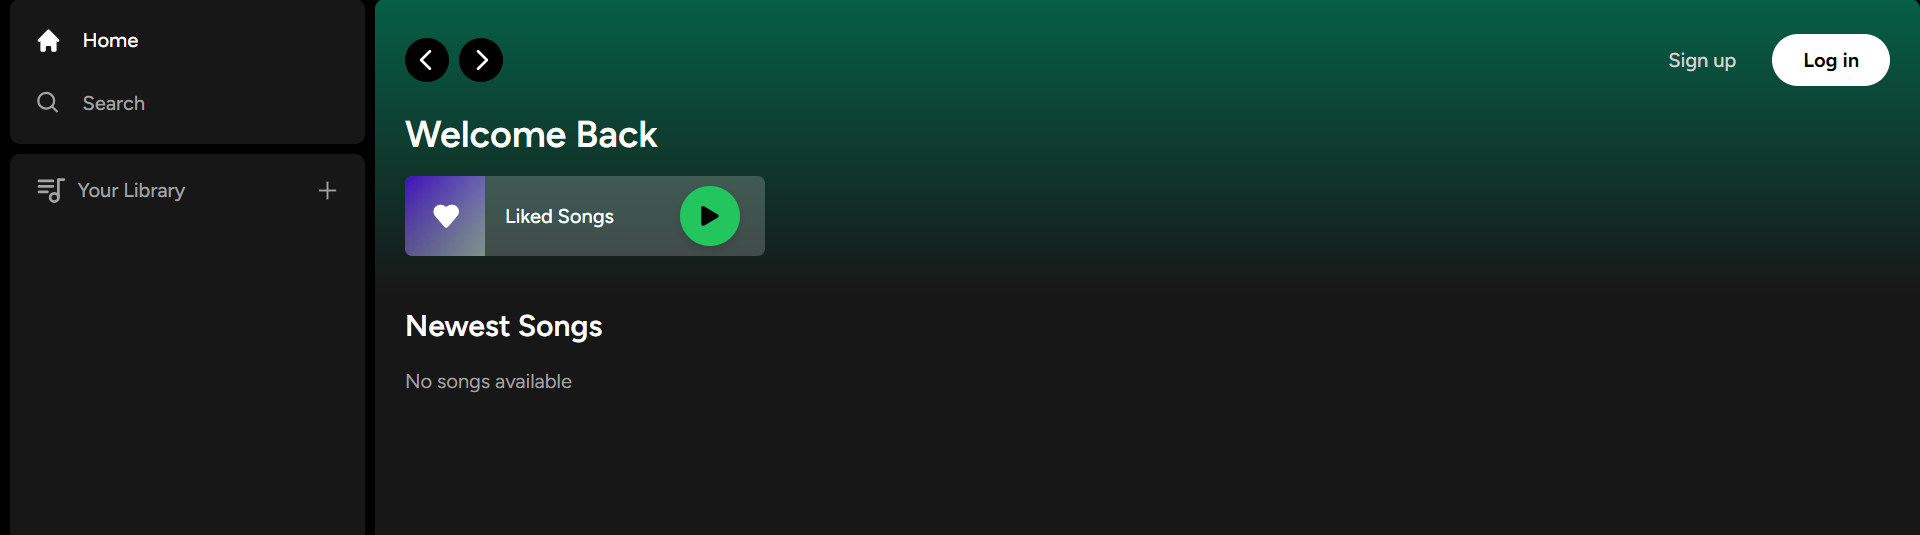 Home
Search
Your Library
Sign up
Log in
Welcome Back
Liked Songs
Newest Songs
No songs available